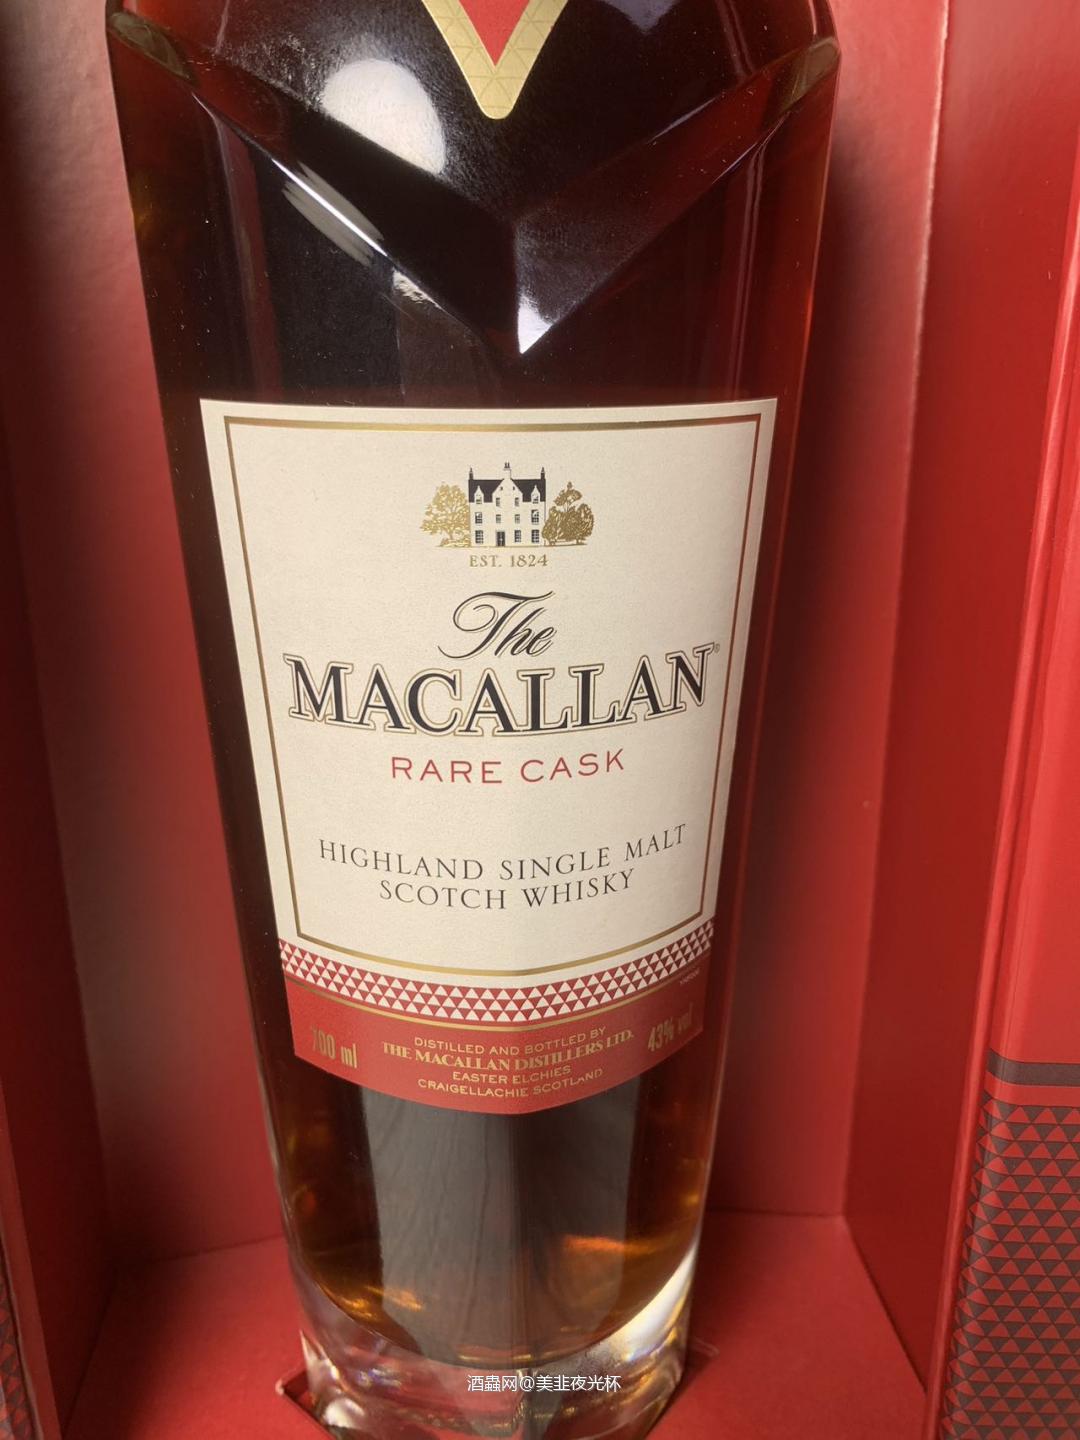 EST. 1824
The
MACALLAN®
RARE CASK
HIGHLAND SINGLE MALT
SCOTCH WHISKY
700 ml
DISTILLED AND BOTTLED BY
THE MACALLAN DISTILLERS LTD.
EASTER ELCHIES
CRAIGELLACHIE SCOTLAND
43% vol
酒蟲网@美韭夜光杯